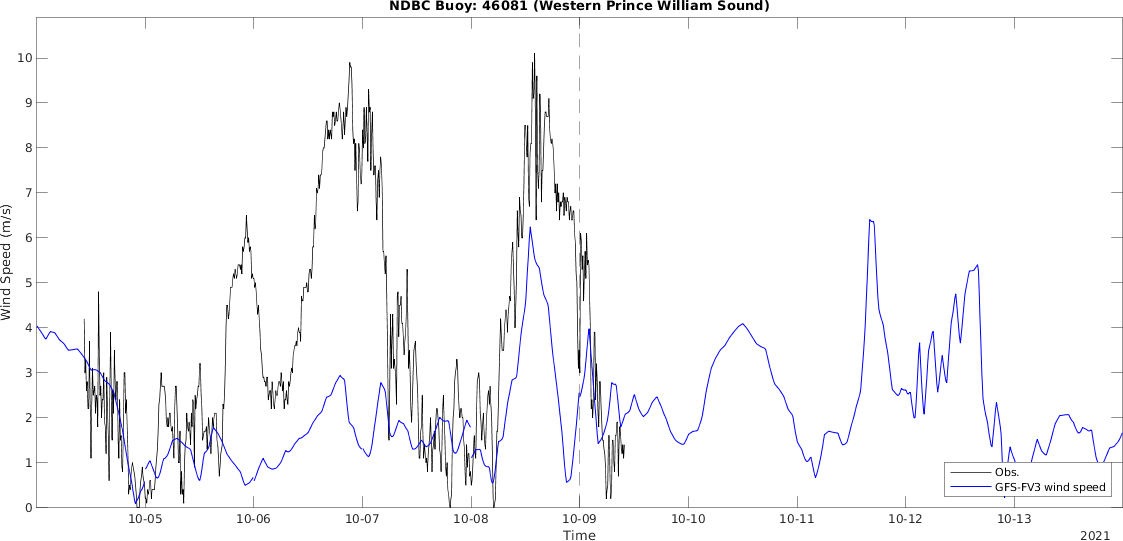 NDBC Buoy: 46081 (Western Prince William Sound)
Wind Speed (m/s)
10
9
8
7
6
5
4
3
2
1
0
Obs.
GFS-FV3 wind speed
10-05 10-06 10-07 10-08 10-09 10-10 10-11 10-12 10-13
Time
2021